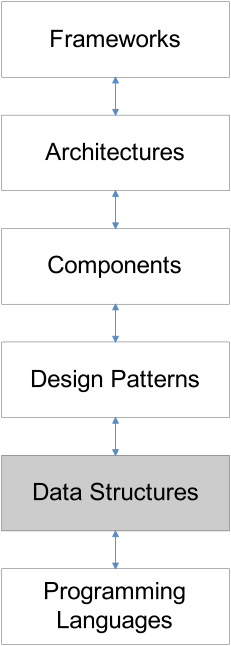 Frameworks
Architectures
Components
Design Patterns
Data Structures
Programming
Languages